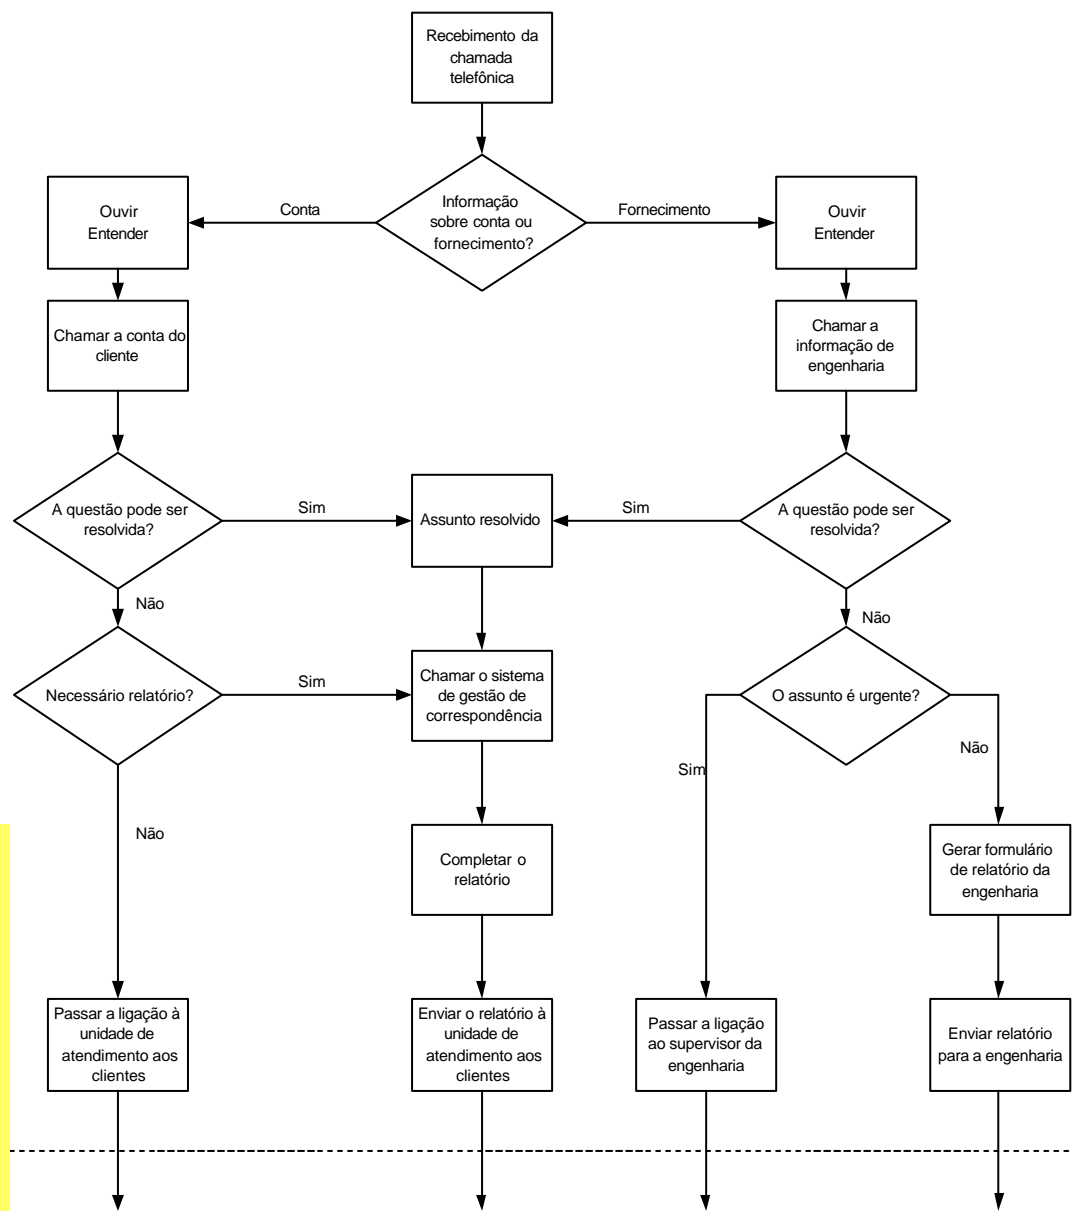 Recebimento da
chamada
telefônica
Informação
sobre conta ou
fornecimento?
Conta
Fornecimento
Ouvir
Entender
Ouvir
Entender
Chamar a conta do
cliente
Chamar a
informação de
engenharia
A questão pode ser
resolvida?
Sim
Assunto resolvido
Sim
A questão pode ser
resolvida?
Não
Não
Necessário relatório?
Sim
Chamar o sistema
de gestão de
correspondência
O assunto é urgente?
Sim
Não
Não
Completar o
relatório
Gerar formulário
de relatório da
engenharia
Passar a ligação à
unidade de
atendimento aos
clientes
Enviar o relatório à
unidade de
atendimento aos
clientes
Passar a ligação
ao supervisor da
engenharia
Enviar relatório
para a engenharia